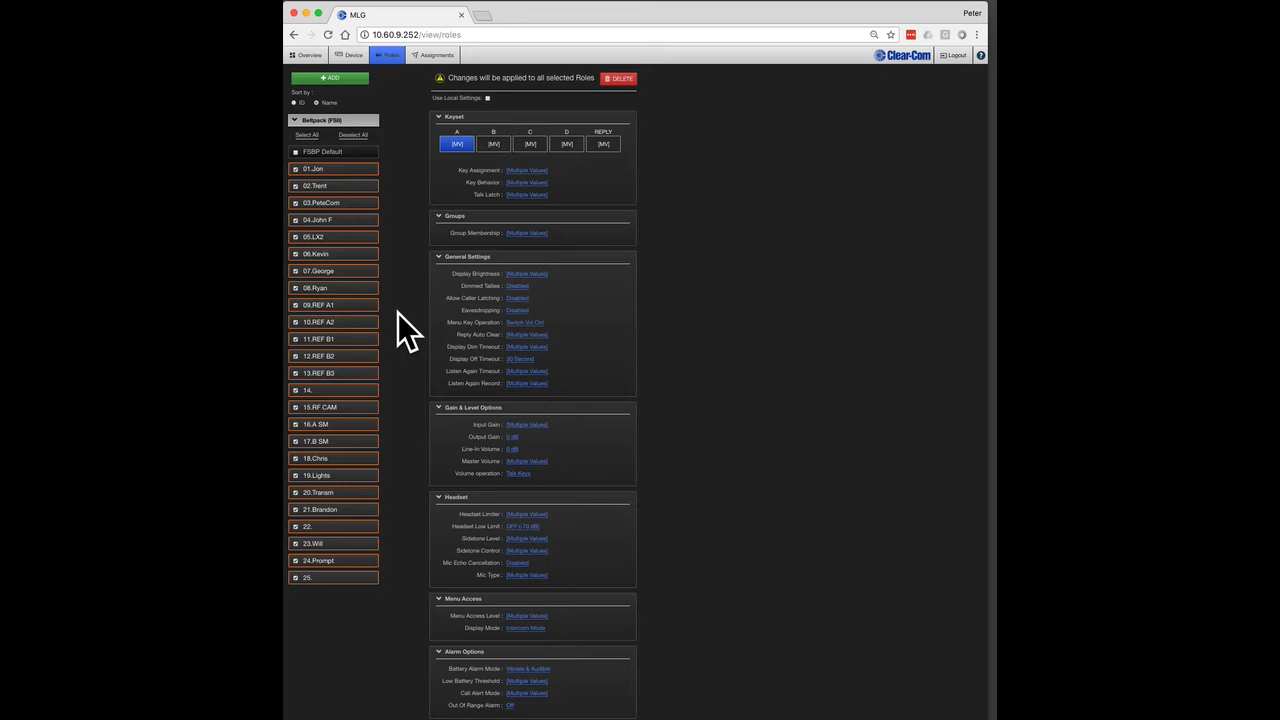 MLG
Peter
10.60.9.252/view/roles
Overview
Device
Roles
Assignments
Clear-Com
Logout
+ ADD
Sort by :
ID
Name
Beltpack (FSII)
Select All
Deselect All
FSBP Default
01.Jon
02.Trent
03.PeteCom
04.John F
05.LX2
06.Kevin
07.George
08.Ryan
09.REF A1
10.REF A2
11.REF B1
12.REF B2
13.REF B3
14.
15.RF CAM
16.A SM
17.B SM
18.Chris
19.Lights
20.Transm
21.Brandon
22.
23.Will
24.Prompt
25.
Changes will be applied to all selected Roles
DELETE
Use Local Settings:
Keyset
A B C D REPLY
[MV] [MV] [MV] [MV] [MV]
Key Assignment : [Multiple Values]
Key Behavior : [Multiple Values]
Talk Latch : [Multiple Values]
Groups
Group Membership : [Multiple Values]
General Settings
Display Brightness : [Multiple Values]
Dimmed Tallies : Disabled
Allow Caller Latching : Disabled
Eavesdropping : Disabled
Menu Key Operation : Switch Vol Ctrl
Reply Auto Clear : [Multiple Values]
Display Dim Timeout : [Multiple Values]
Display Off Timeout : 30 Second
Listen Again Timeout : [Multiple Values]
Listen Again Record : [Multiple Values]
Gain & Level Options
Input Gain : [Multiple Values]
Output Gain : 0 dB
Line-In Volume : 0 dB
Master Volume : [Multiple Values]
Volume operation : Talk Keys
Headset
Headset Limiter : [Multiple Values]
Headset Low Limit : OFF (-70 dB)
Sidetone Level : [Multiple Values]
Sidetone Control : [Multiple Values]
Mic Echo Cancellation : Disabled
Mic Type : [Multiple Values]
Menu Access
Menu Access Level : [Multiple Values]
Display Mode : Intercom Mode
Alarm Options
Battery Alarm Mode : Vibrate & Audible
Low Battery Threshold : [Multiple Values]
Call Alert Mode : [Multiple Values]
Out Of Range Alarm : Off